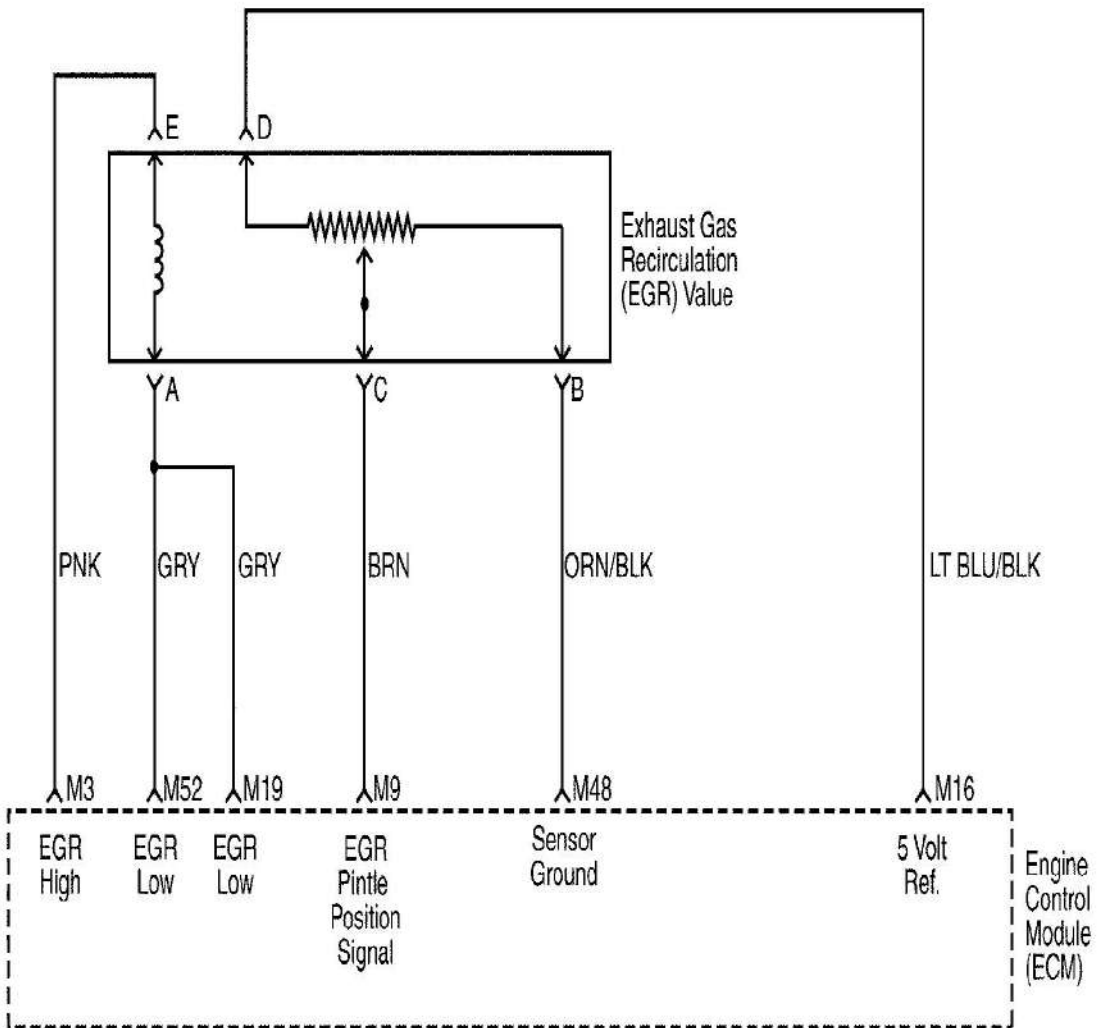 E
D
Exhaust Gas
Recirculation
(EGR) Value
A
C
B
PNK
GRY
GRY
BRN
ORN/BLK
LT BLU/BLK
M3
M52
M19
M9
M48
M16
EGR
High
EGR
Low
EGR
Low
EGR
Pintle
Position
Signal
Sensor
Ground
5 Volt
Ref.
Engine
Control
Module
(ECM)